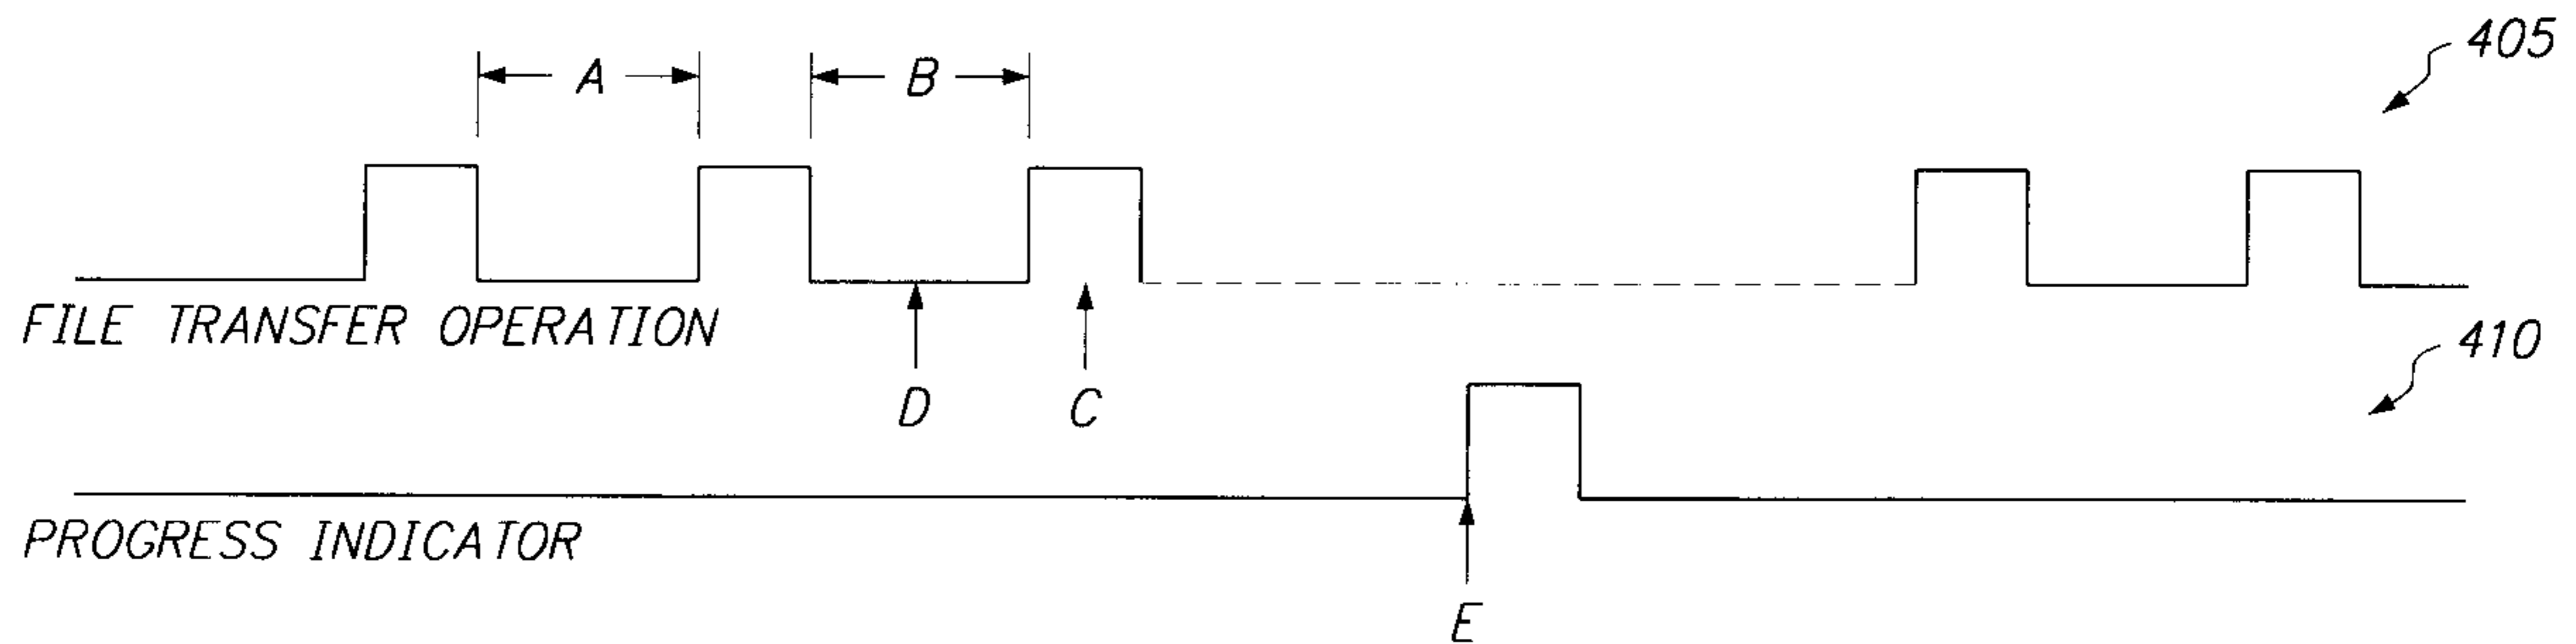 405
A
B
FILE TRANSFER OPERATION
410
D
C
PROGRESS INDICATOR
E